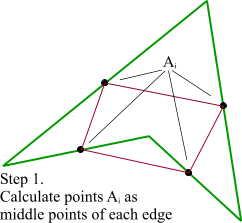 Aᵢ
Step 1.
Calculate points Aᵢ as
middle points of each edge